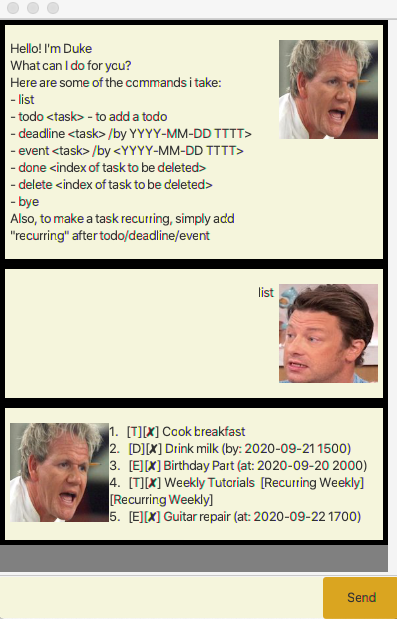 Hello! I'm Duke
What can I do for you?
Here are some of the commands i take:
- list
- todo <task> - to add a todo
- deadline <task> /by YYYY-MM-DD TTTT>
- event <task> /by <YYYY-MM-DD TTTT>
- done <index of task to be deleted>
- delete <index of task to be deleted>
- bye
Also, to make a task recurring, simply add
"recurring" after todo/deadline/event
list
1. [T][✗] Cook breakfast
2. [D][✗] Drink milk (by: 2020-09-21 1500)
3. [E][✗] Birthday Part (at: 2020-09-20 2000)
4. [T][✗] Weekly Tutorials [Recurring Weekly]
[Recurring Weekly]
5. [E][✗] Guitar repair (at: 2020-09-22 1700)
Send